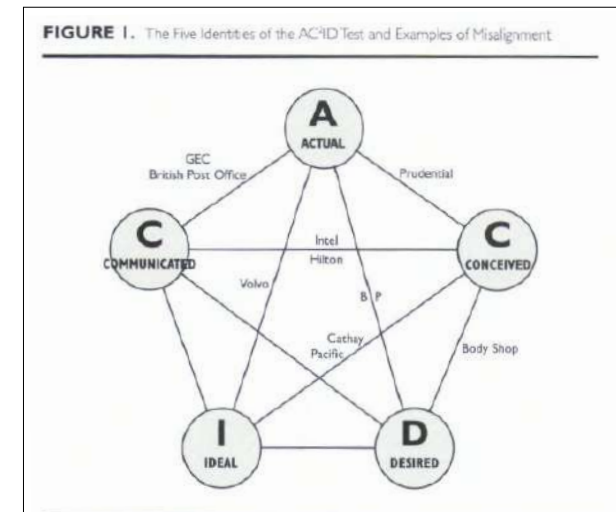 FIGURE 1. The Five Identities of the AC²ID Test and Examples of Misalignment
A
ACTUAL
GEC
British Post Office
Prudential
C
COMMUNICATED
Intel
Hilton
C
CONCEIVED
Volvo
B P
Cathay
Pacific
Body Shop
I
IDEAL
D
DESIRED